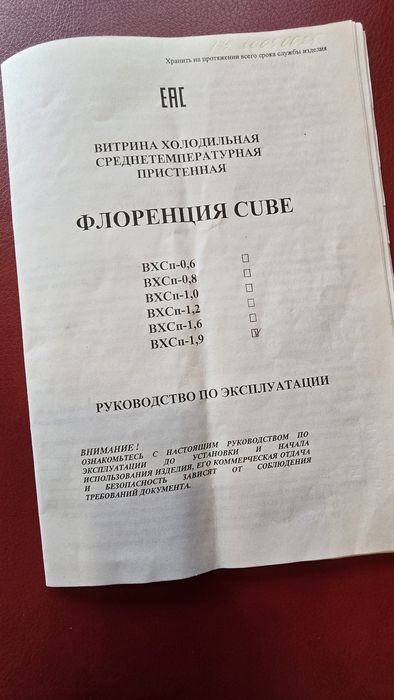 Хранить на протяжении всего срока службы изделия
EAC
ВИТРИНА ХОЛОДИЛЬНАЯ
СРЕДНЕТЕМПЕРАТУРНАЯ
ПРИСТЕННАЯ
ФЛОРЕНЦИЯ CUBE
ВХСп-0,6
ВХСп-0,8
ВХСп-1,0
ВХСп-1,2
ВХСп-1,6
ВХСп-1,9
РУКОВОДСТВО ПО ЭКСПЛУАТАЦИИ
ВНИМАНИЕ !
ОЗНАКОМЬТЕСЬ С НАСТОЯЩИМ РУКОВОДСТВОМ ПО
ЭКСПЛУАТАЦИИ ДО УСТАНОВКИ И НАЧАЛА
ИСПОЛЬЗОВАНИЯ ИЗДЕЛИЯ, ЕГО КОММЕРЧЕСКАЯ ОТДАЧА
И БЕЗОПАСНОСТЬ ЗАВИСЯТ ОТ СОБЛЮДЕНИЯ
ТРЕБОВАНИЙ ДОКУМЕНТА.